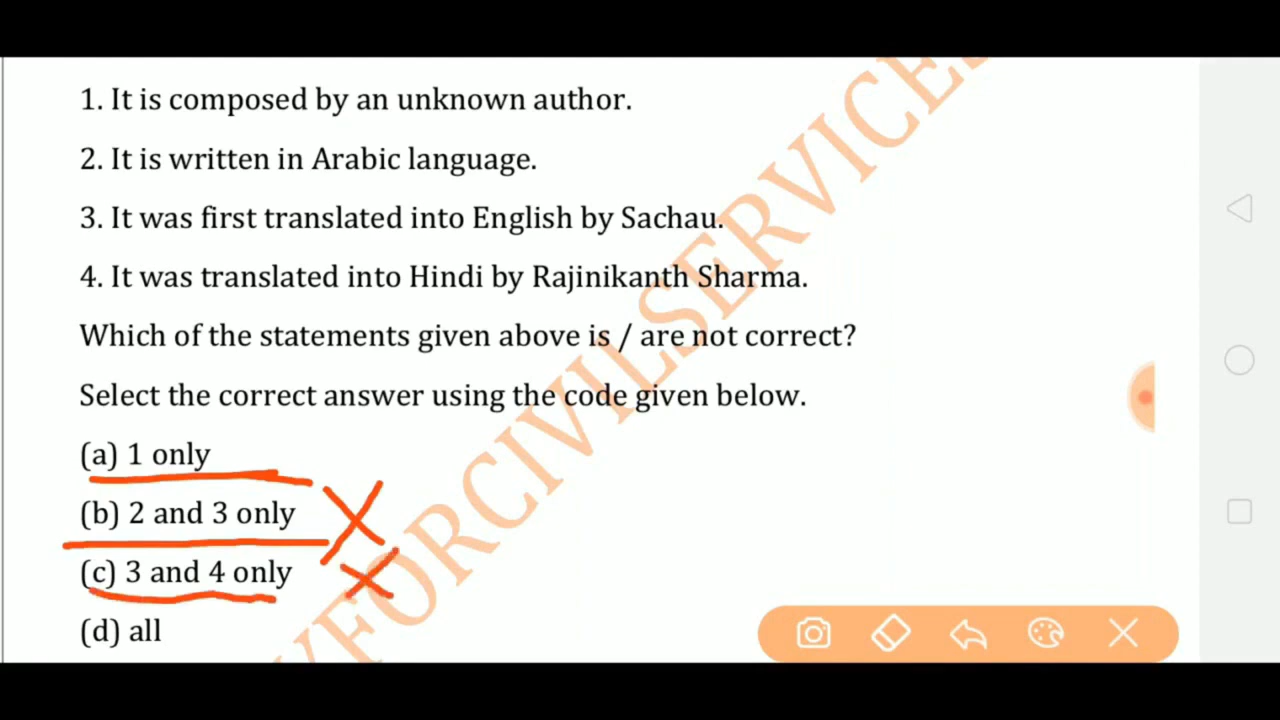 1. It is composed by an unknown author.
2. It is written in Arabic language.
3. It was first translated into English by Sachau.
4. It was translated into Hindi by Rajinikanth Sharma.
Which of the statements given above is / are not correct?
Select the correct answer using the code given below.
(a) 1 only
(b) 2 and 3 only
(c) 3 and 4 only
(d) all
YFORCIVILSERVICES